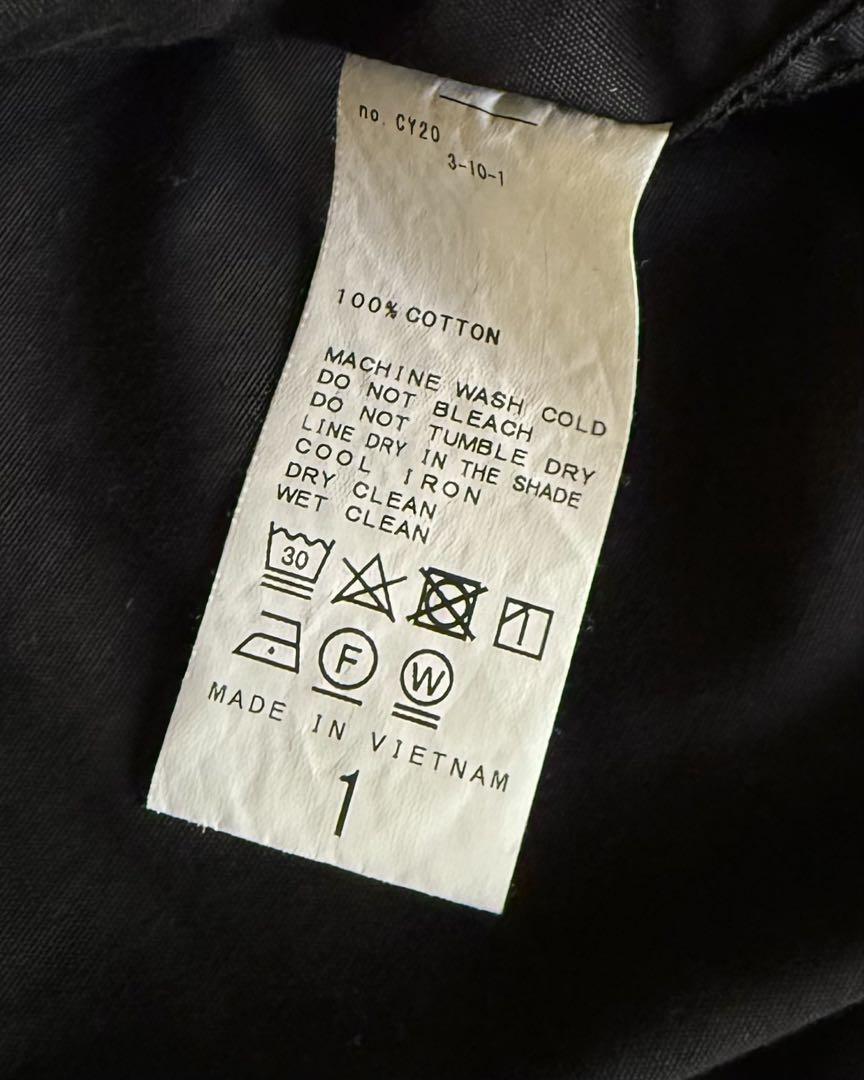 no. CY20
3-10-1
100% COTTON
MACHINE WASH COLD
DO NOT BLEACH
DO NOT TUMBLE DRY
LINE DRY IN THE SHADE
COOL IRON
DRY CLEAN
WET CLEAN
30
F W
MADE IN VIETNAM
1